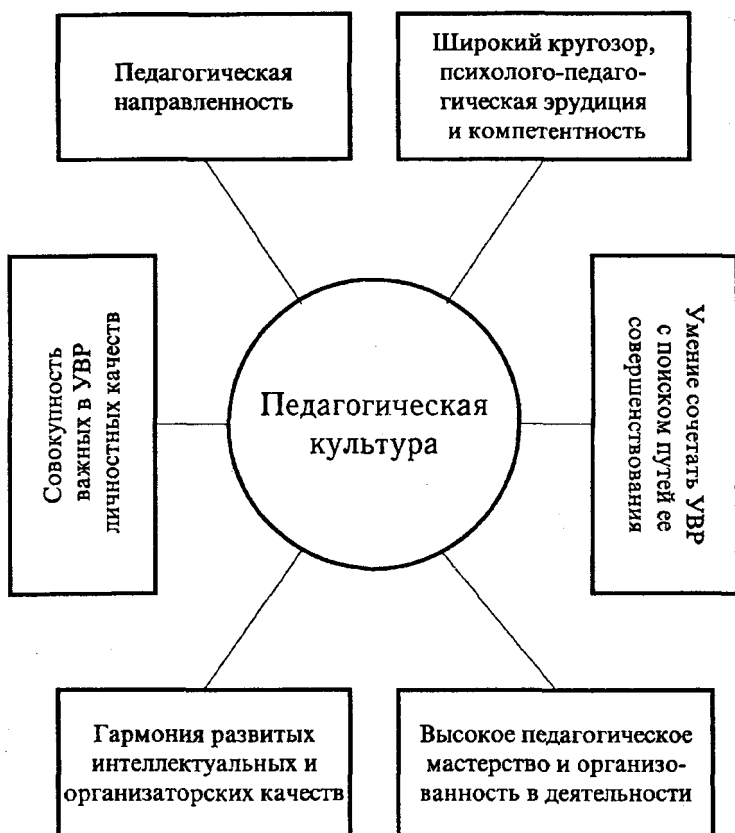 Педагогическая
направленность
Широкий кругозор,
психолого-педаго-
гическая эрудиция
и компетентность
Совокупность
важных в УВР
личностных качеств
Педагогическая
культура
Умение сочетать УВР
с поиском путей ее
совершенствования
Гармония развитых
интеллектуальных и
организаторских качеств
Высокое педагогическое
мастерство и организо-
ванность в деятельности